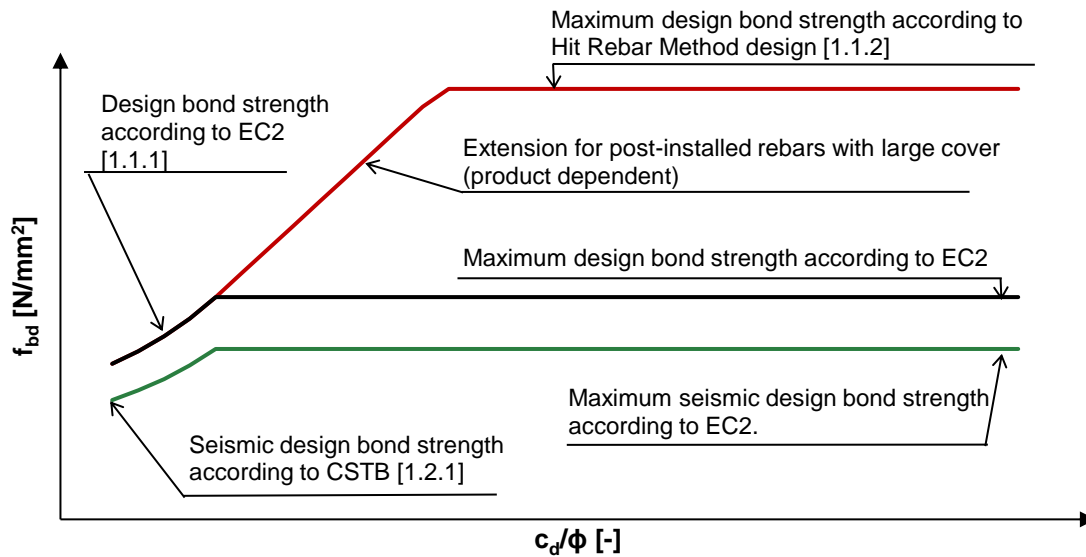 Maximum design bond strength according to
Hit Rebar Method design [1.1.2]
Design bond strength
according to EC2
[1.1.1]
Extension for post-installed rebars with large cover
(product dependent)
Maximum design bond strength according to EC2
f_bd [N/mm²]
Maximum seismic design bond strength
according to EC2.
Seismic design bond strength
according to CSTB [1.2.1]
c_d/ϕ [-]